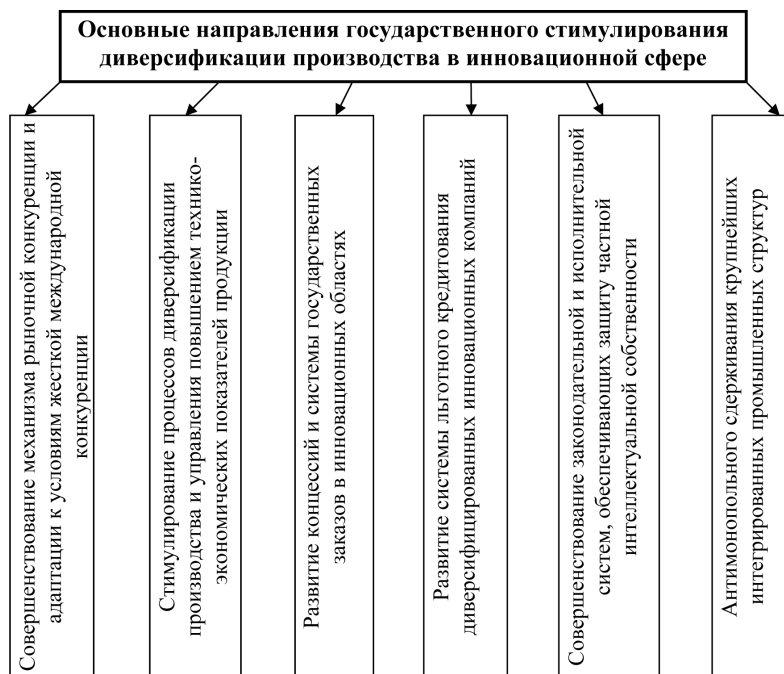 Основные направления государственного стимулирования
диверсификации производства в инновационной сфере
Совершенствование механизма рыночной конкуренции и
адаптации к условиям жесткой международной
конкуренции
Стимулирование процессов диверсификации
производства и управления повышением технико-
экономических показателей продукции
Развитие концессий и системы государственных
заказов в инновационных областях
Развитие системы льготного кредитования
диверсифицированных инновационных компаний
Совершенствование законодательной и исполнительной
систем, обеспечивающих защиту частной
интеллектуальной собственности
Антимонопольного сдерживания крупнейших
интегрированных промышленных структур